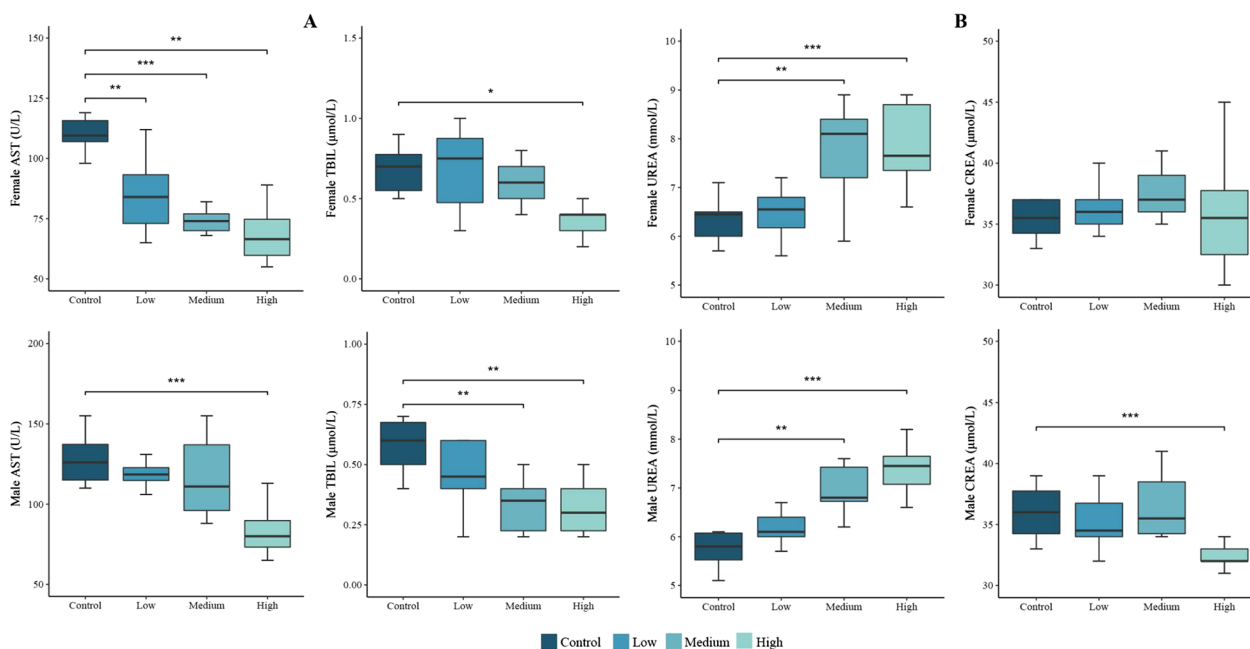 A
B
Female AST (U/L)
150
125
100
75
50
**
***
**
Control Low Medium High
Female TBIL (μmol/L)
1.5
1.0
0.5
0.0
*
Control Low Medium High
Female UREA (mmol/L)
10
9
8
7
6
5
***
**
Control Low Medium High
Female CREA (μmol/L)
50
45
40
35
30
Control Low Medium High
Male AST (U/L)
200
150
100
50
***
Control Low Medium High
Male TBIL (μmol/L)
1.00
0.75
0.50
0.25
0.00
**
**
Control Low Medium High
Male UREA (mmol/L)
10
9
8
7
6
5
***
**
Control Low Medium High
Male CREA (μmol/L)
50
45
40
35
30
***
Control Low Medium High
Control Low Medium High